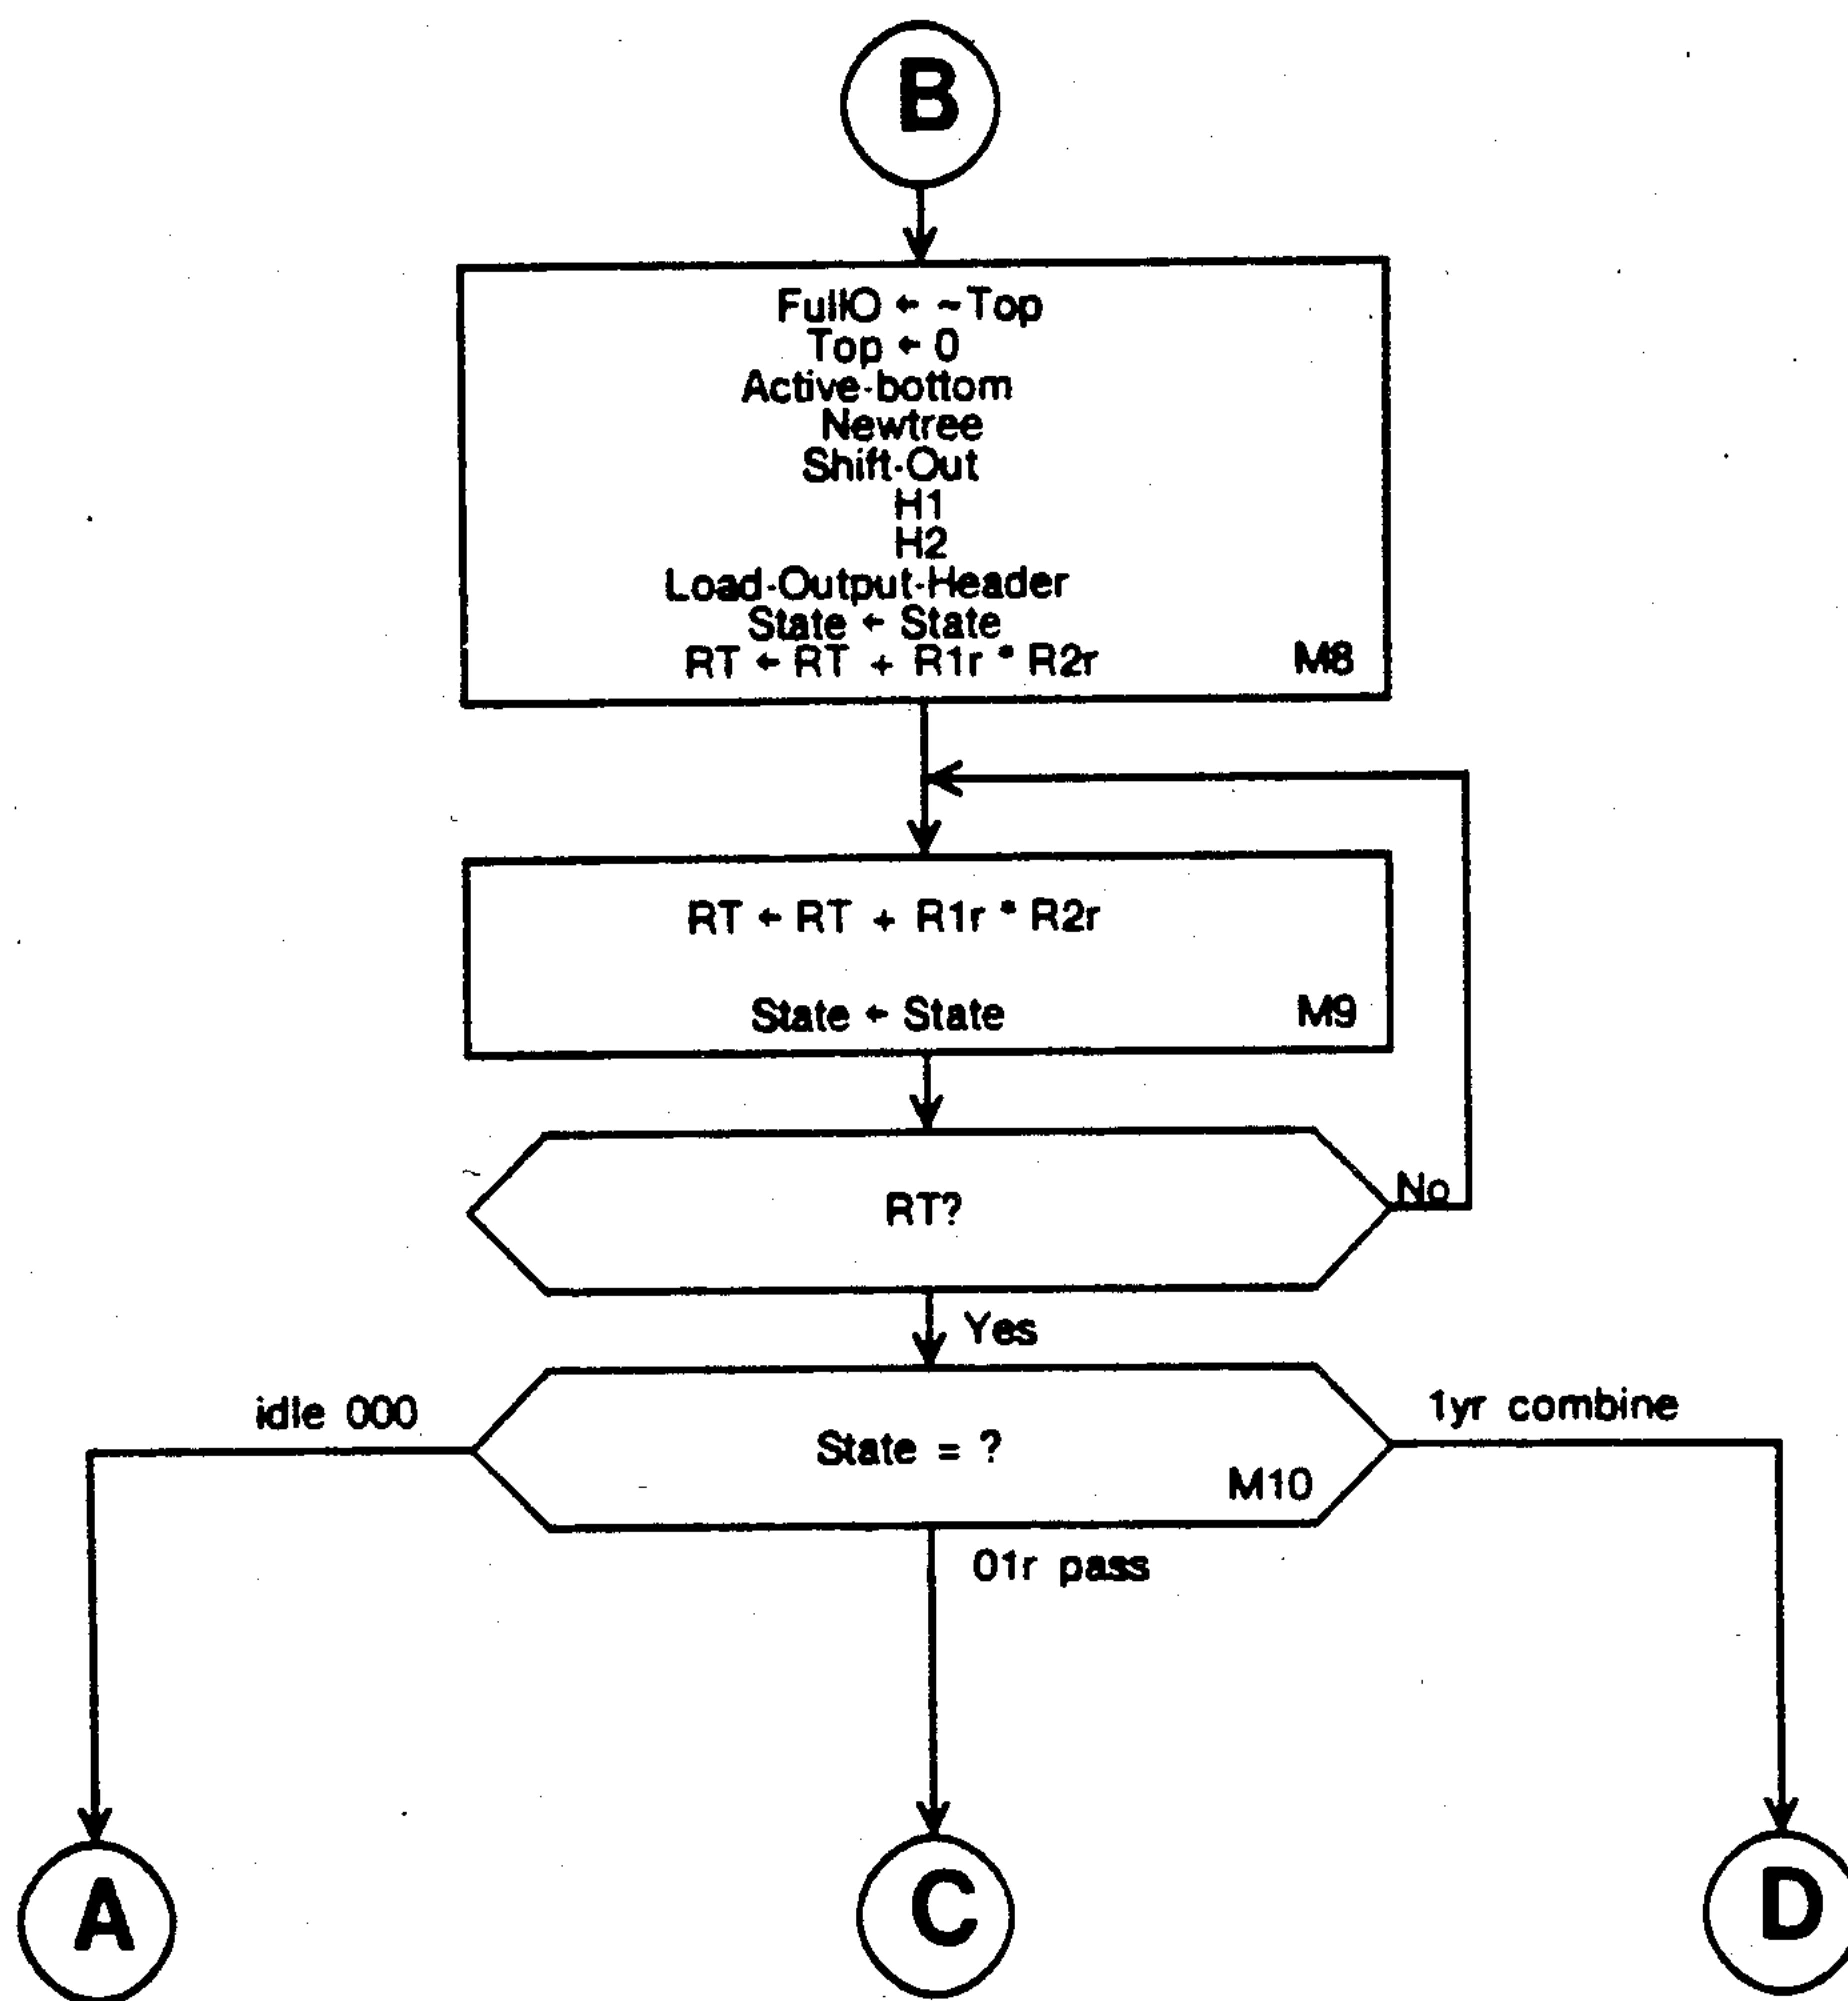 B
FullO ← ~Top
Top ← 0
Active-bottom
Newtree
Shift-Out
H1
H2
Load-Output-Header
State ← State
RT ← RT + R1r * R2r
M8
RT ← RT + R1r * R2r
State ← State
M9
RT?
No
Yes
idle 000
State = ?
1yr combine
M10
01r pass
A
C
D